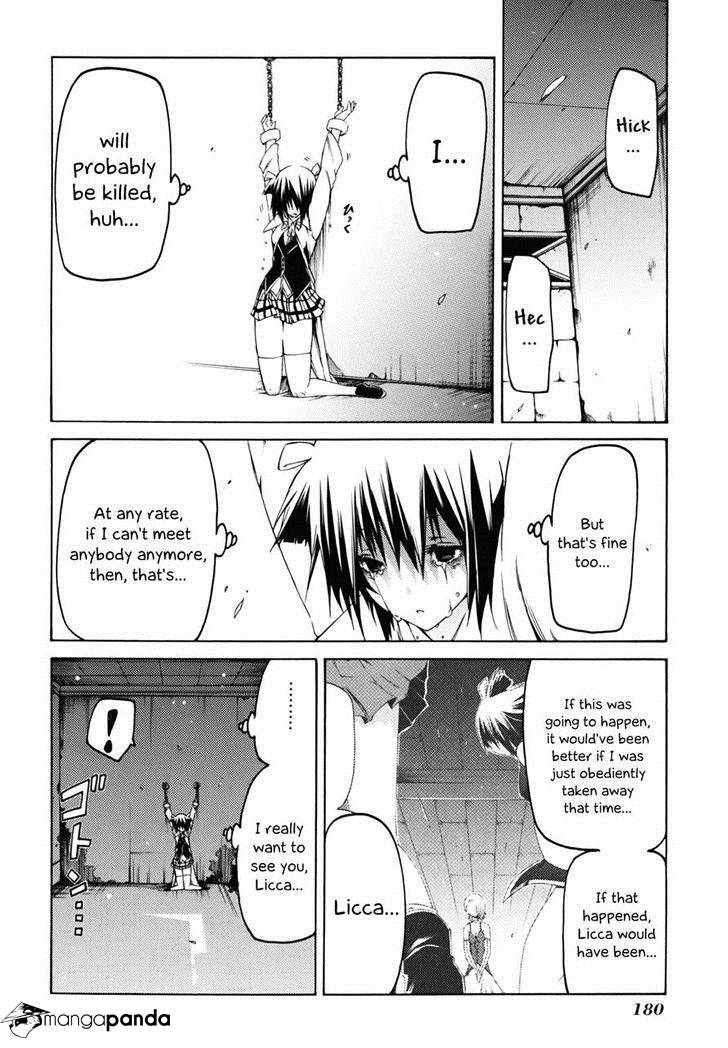 Hick
...
Hec
...
I...
ひっく
will
probably
be killed,
huh...
But
that's fine
too...
At any rate,
if I can't meet
anybody anymore,
then, that's...
If this was
going to happen,
it would've been
better if I was
just obediently
taken away
that time...
If that
happened,
Licca would
have been...
Licca...
.........
I really
want to
see you,
Licca...
!
ゴトン...
180
mangapanda